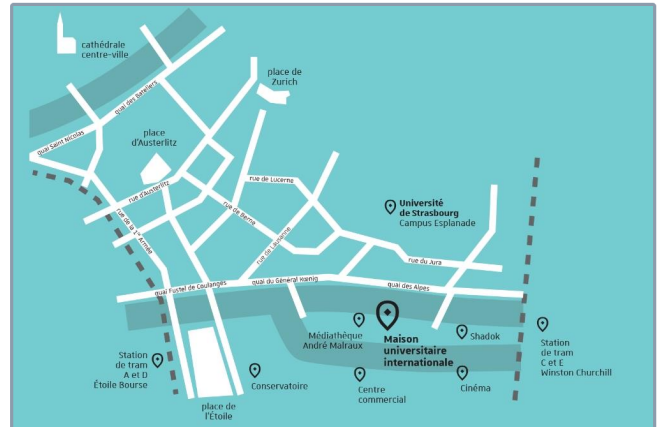 cathédrale
centre-ville
place de
Zurich
quai des Bateliers
quai Saint Nicolas
place
d'Austerlitz
rue d'Austerlitz
rue de Lucerne
rue de la 1re Armée
rue de Berne
rue de Lausanne
Université
de Strasbourg
Campus Esplanade
rue du Jura
quai Fustel de Coulanges
quai du Général Kœnig
quai des Alpes
Médiathèque
André Malraux
Maison
universitaire
internationale
Shadok
Station
de tram
C et E
Winston Churchill
Station
de tram
A et D
Étoile Bourse
Conservatoire
Centre
commercial
Cinéma
place de
l'Étoile